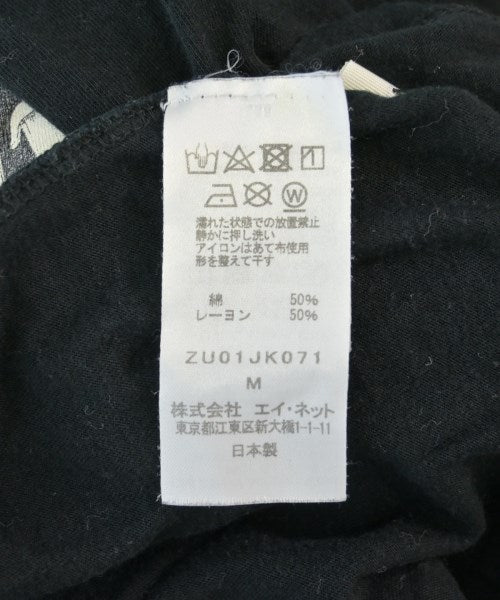 W
濡れた状態での放置禁止
静かに押し洗い
アイロンはあて布使用
形を整えて干す
綿 50%
レーヨン 50%
ZU01JK071
M
株式会社 エイ・ネット
東京都江東区新大橋1-1-11
日本製